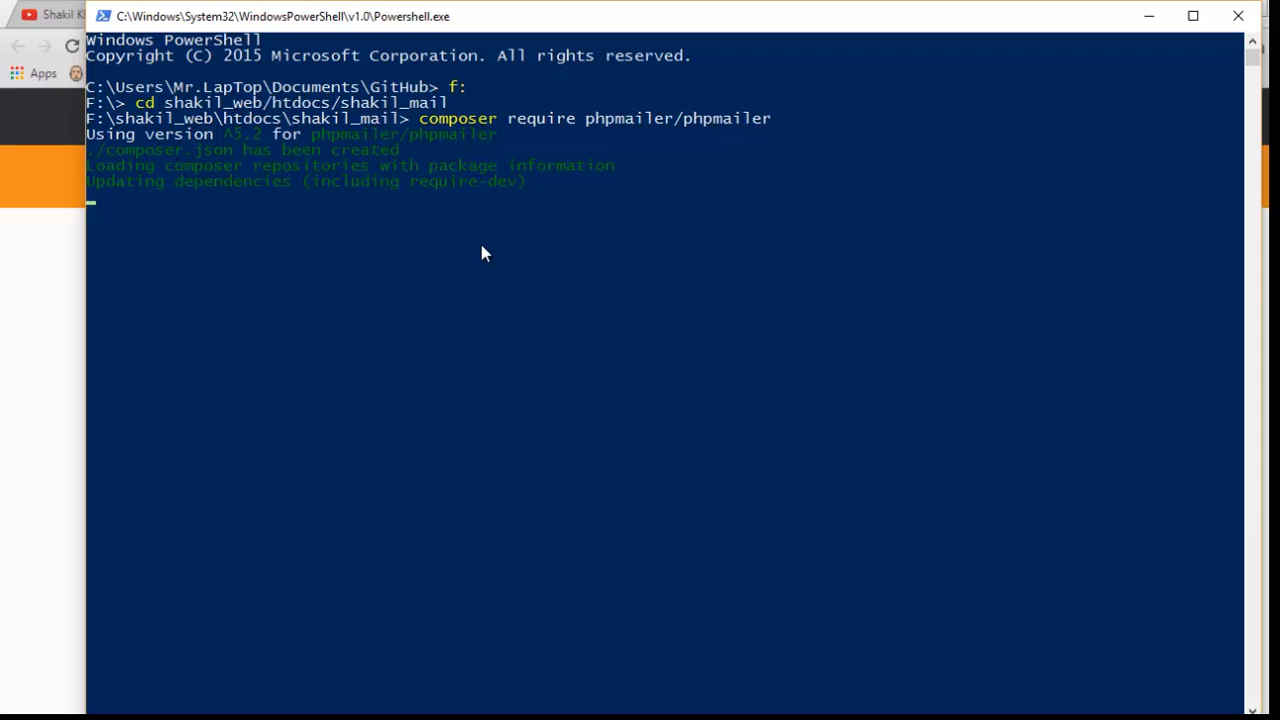 Shakil K
C:\Windows\System32\WindowsPowerShell\v1.0\Powershell.exe
Apps
Windows PowerShell
Copyright (C) 2015 Microsoft Corporation. All rights reserved.
C:\Users\Mr.LapTop\Documents\GitHub> f:
F:\> cd shakil_web/htdocs/shakil_mail
F:\shakil_web\htdocs\shakil_mail> composer require phpmailer/phpmailer
Using version ^5.2 for phpmailer/phpmailer
./composer.json has been created
Loading composer repositories with package information
Updating dependencies (including require-dev)